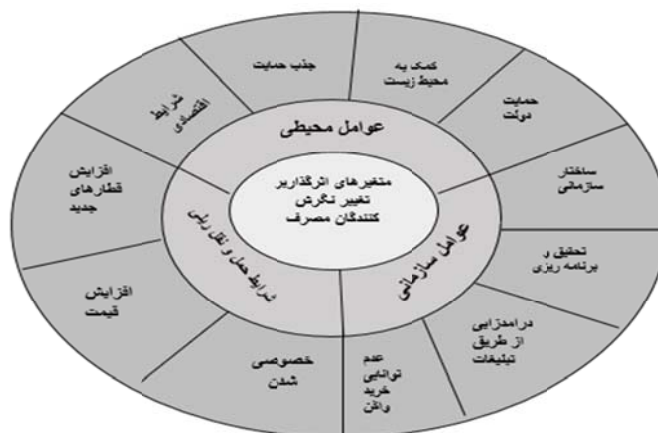 جذب حمایت
کمک به
محیط زیست
حمایت
دولت
ساختار
سازمانی
تحقیق و
برنامه ریزی
درامدزایی
از طریق
تبلیغات
عدم
توانایی
خرید
واگن
خصوصی
شدن
افزایش
قیمت
افزایش
قطارهای
جدید
شرایط
اقتصادی
عوامل محیطی
عوامل سازمانی
شرایط حمل و نقل ریلی
متغیرهای اثرگذاربر
تغییر نگرش
کنندگان مصرف